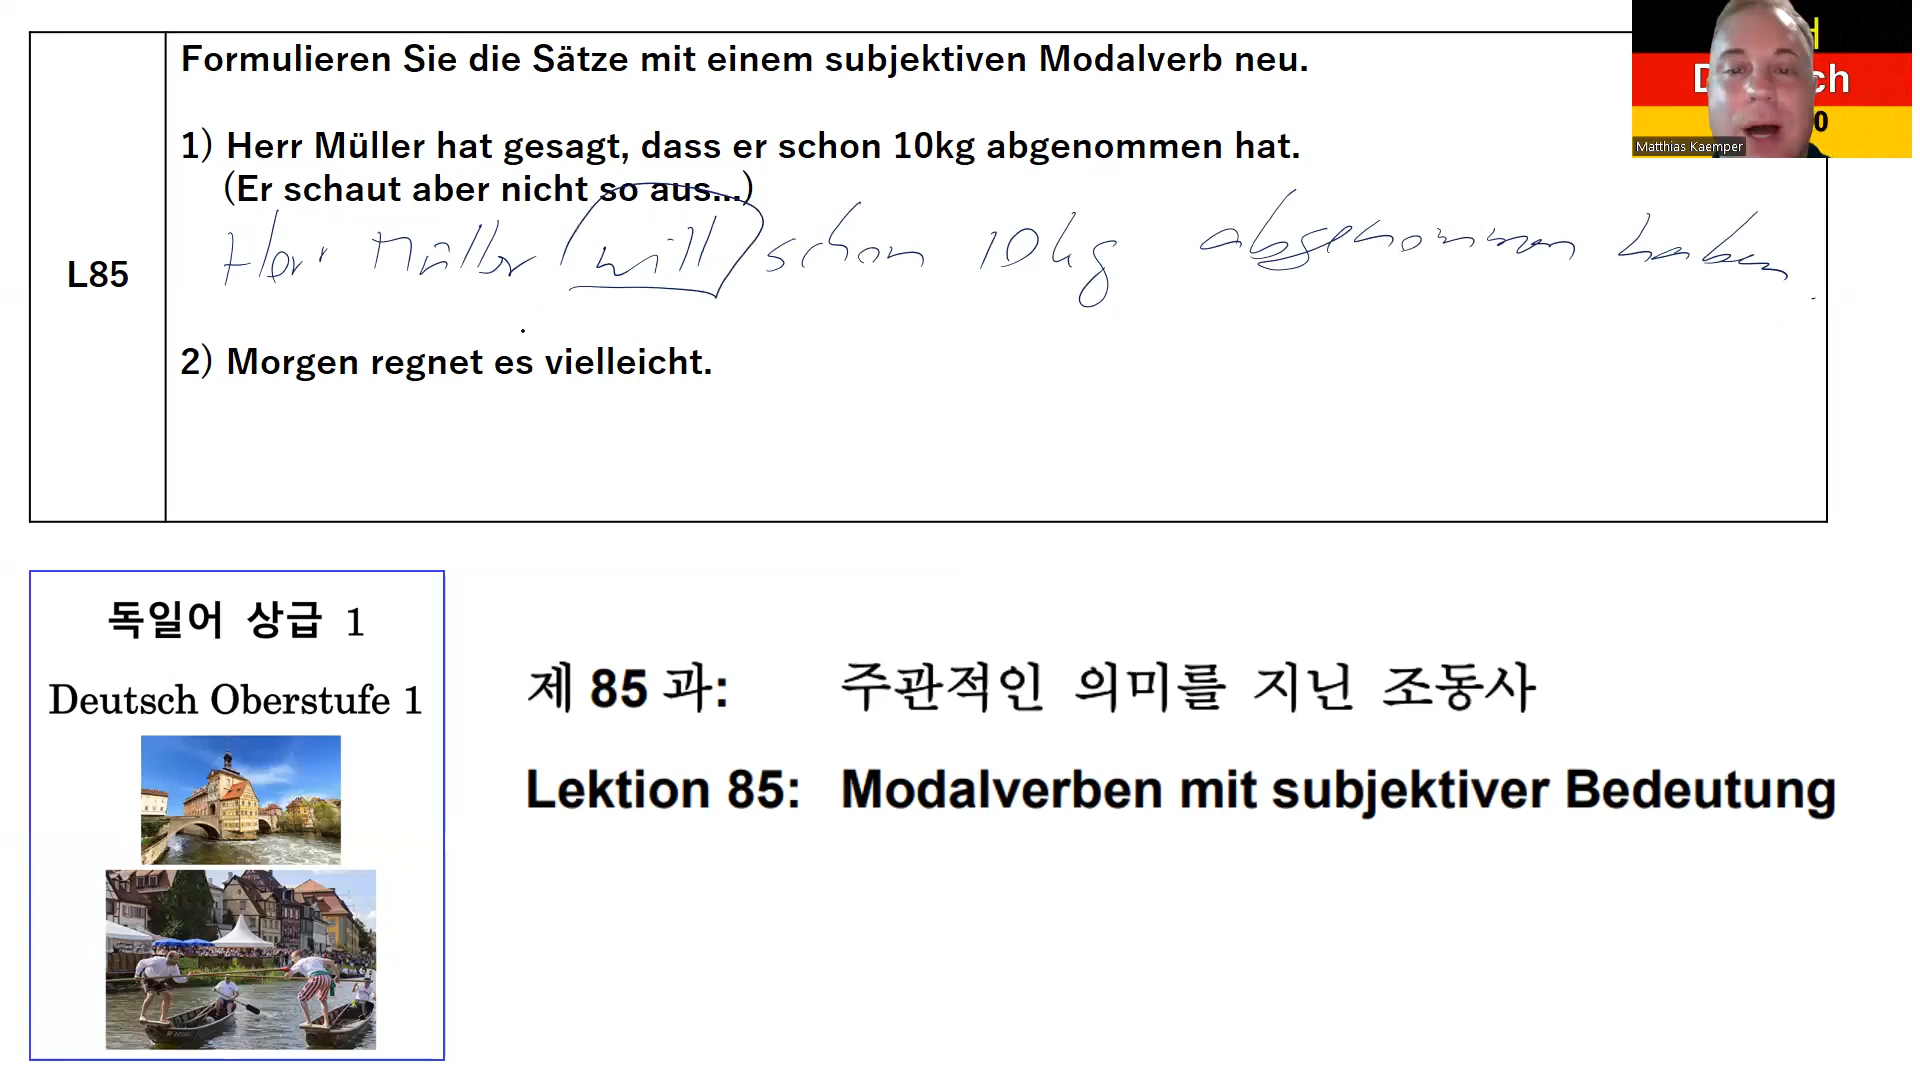 Formulieren Sie die Sätze mit einem subjektiven Modalverb neu.
1) Herr Müller hat gesagt, dass er schon 10kg abgenommen hat.
(Er schaut aber nicht so aus...)
Herr Müller will schon 10kg abgenommen haben.
L85
2) Morgen regnet es vielleicht.
Matthias Kaemper
독일어 상급 1
Deutsch Oberstufe 1
제 85 과: 주관적인 의미를 지닌 조동사
Lektion 85: Modalverben mit subjektiver Bedeutung